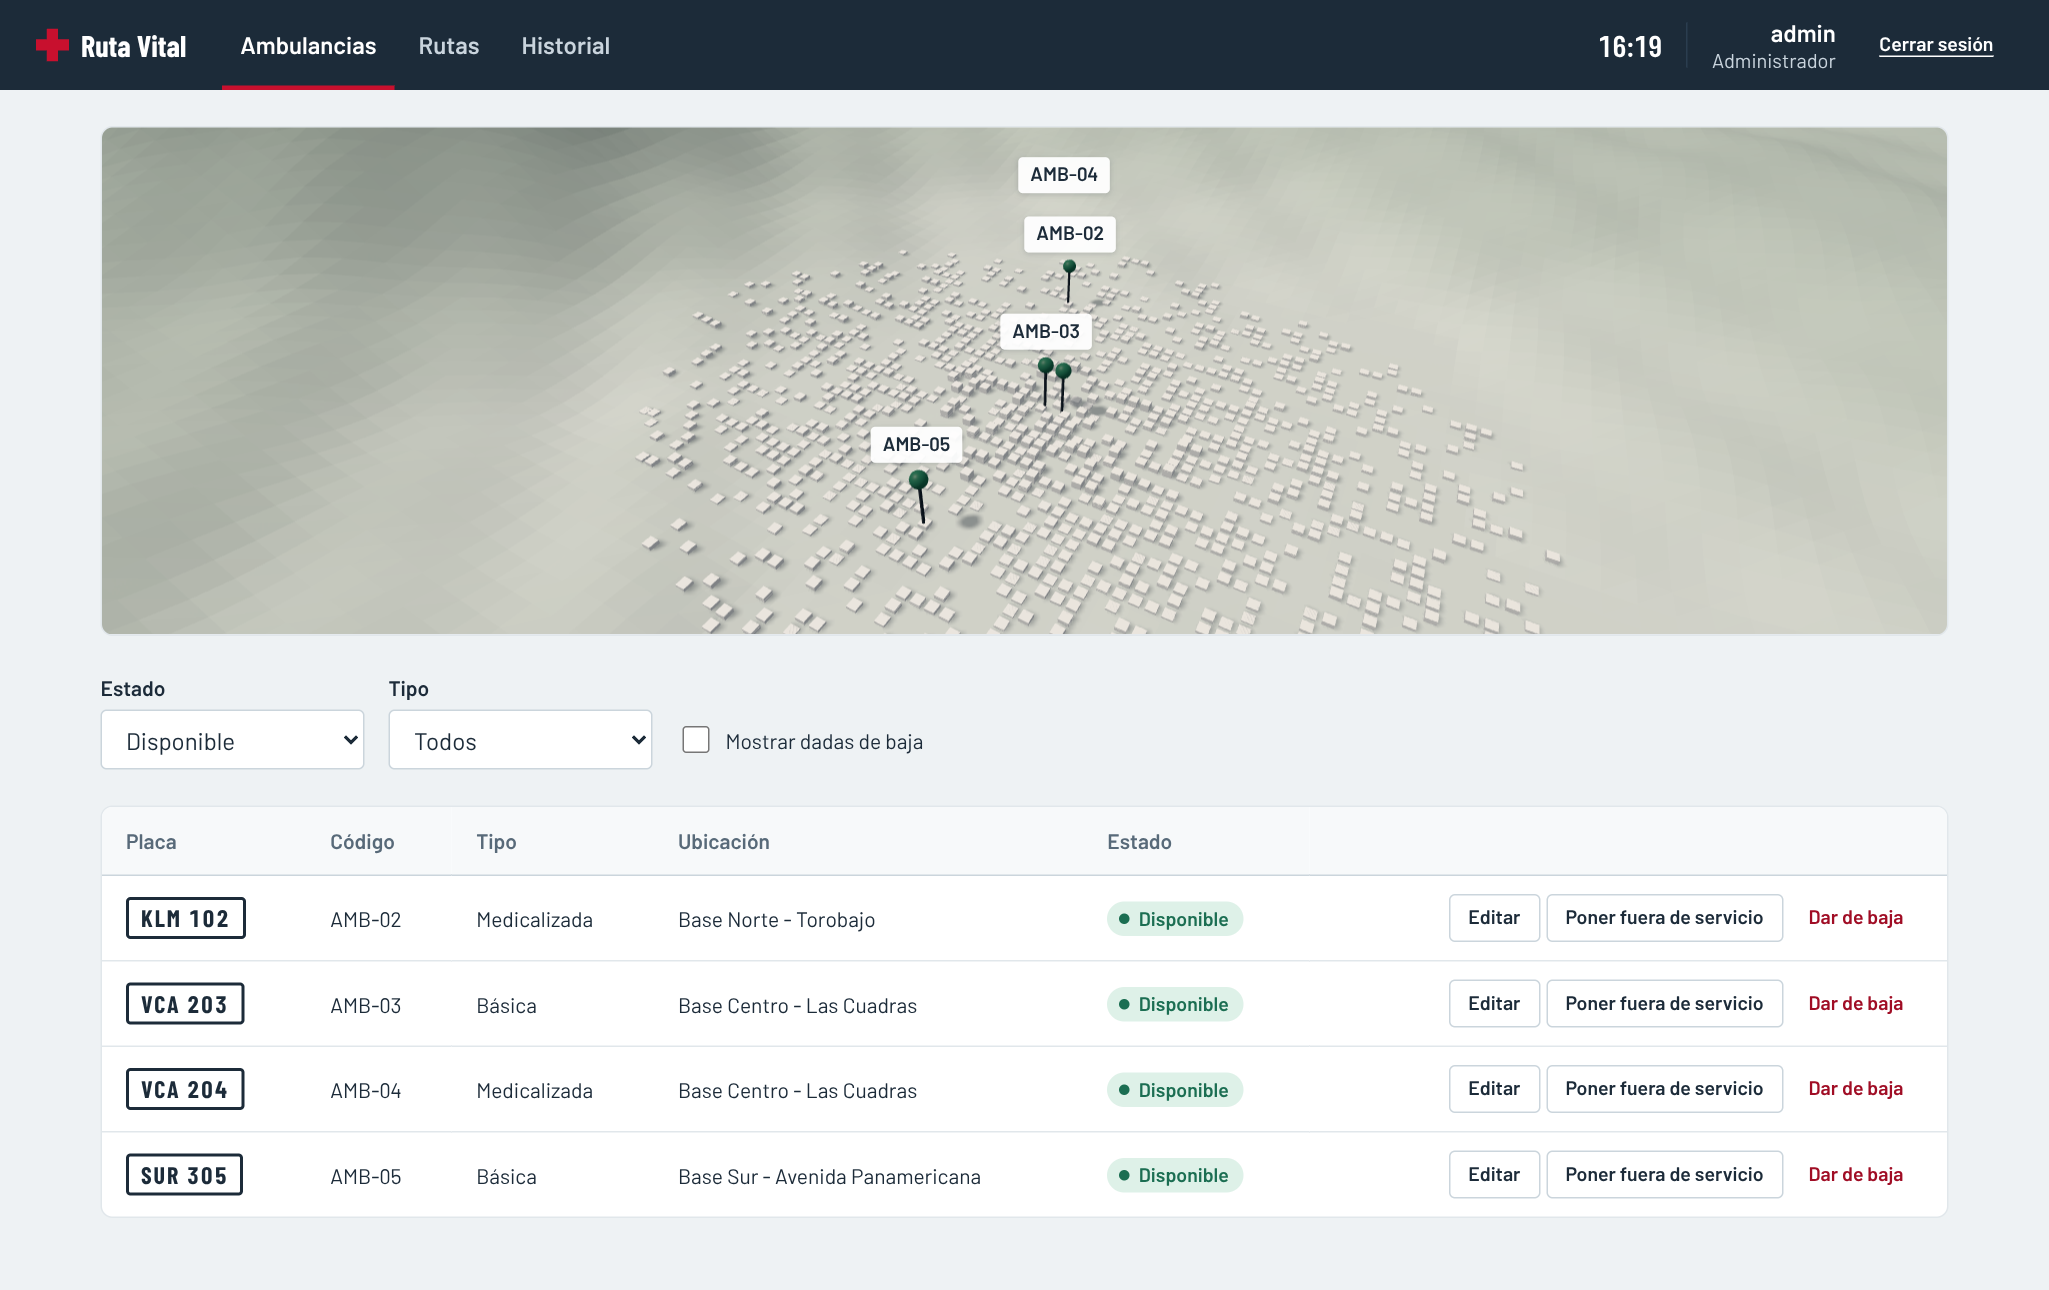 Ruta Vital
Ambulancias
Rutas
Historial
16:19
admin
Administrador
Cerrar sesión
AMB-04
AMB-02
AMB-03
AMB-05
Estado
Tipo
Disponible
Todos
Mostrar dadas de baja
Placa Código Tipo Ubicación Estado
KLM 102 AMB-02 Medicalizada Base Norte - Torobajo Disponible Editar Poner fuera de servicio Dar de baja
VCA 203 AMB-03 Básica Base Centro - Las Cuadras Disponible Editar Poner fuera de servicio Dar de baja
VCA 204 AMB-04 Medicalizada Base Centro - Las Cuadras Disponible Editar Poner fuera de servicio Dar de baja
SUR 305 AMB-05 Básica Base Sur - Avenida Panamericana Disponible Editar Poner fuera de servicio Dar de baja